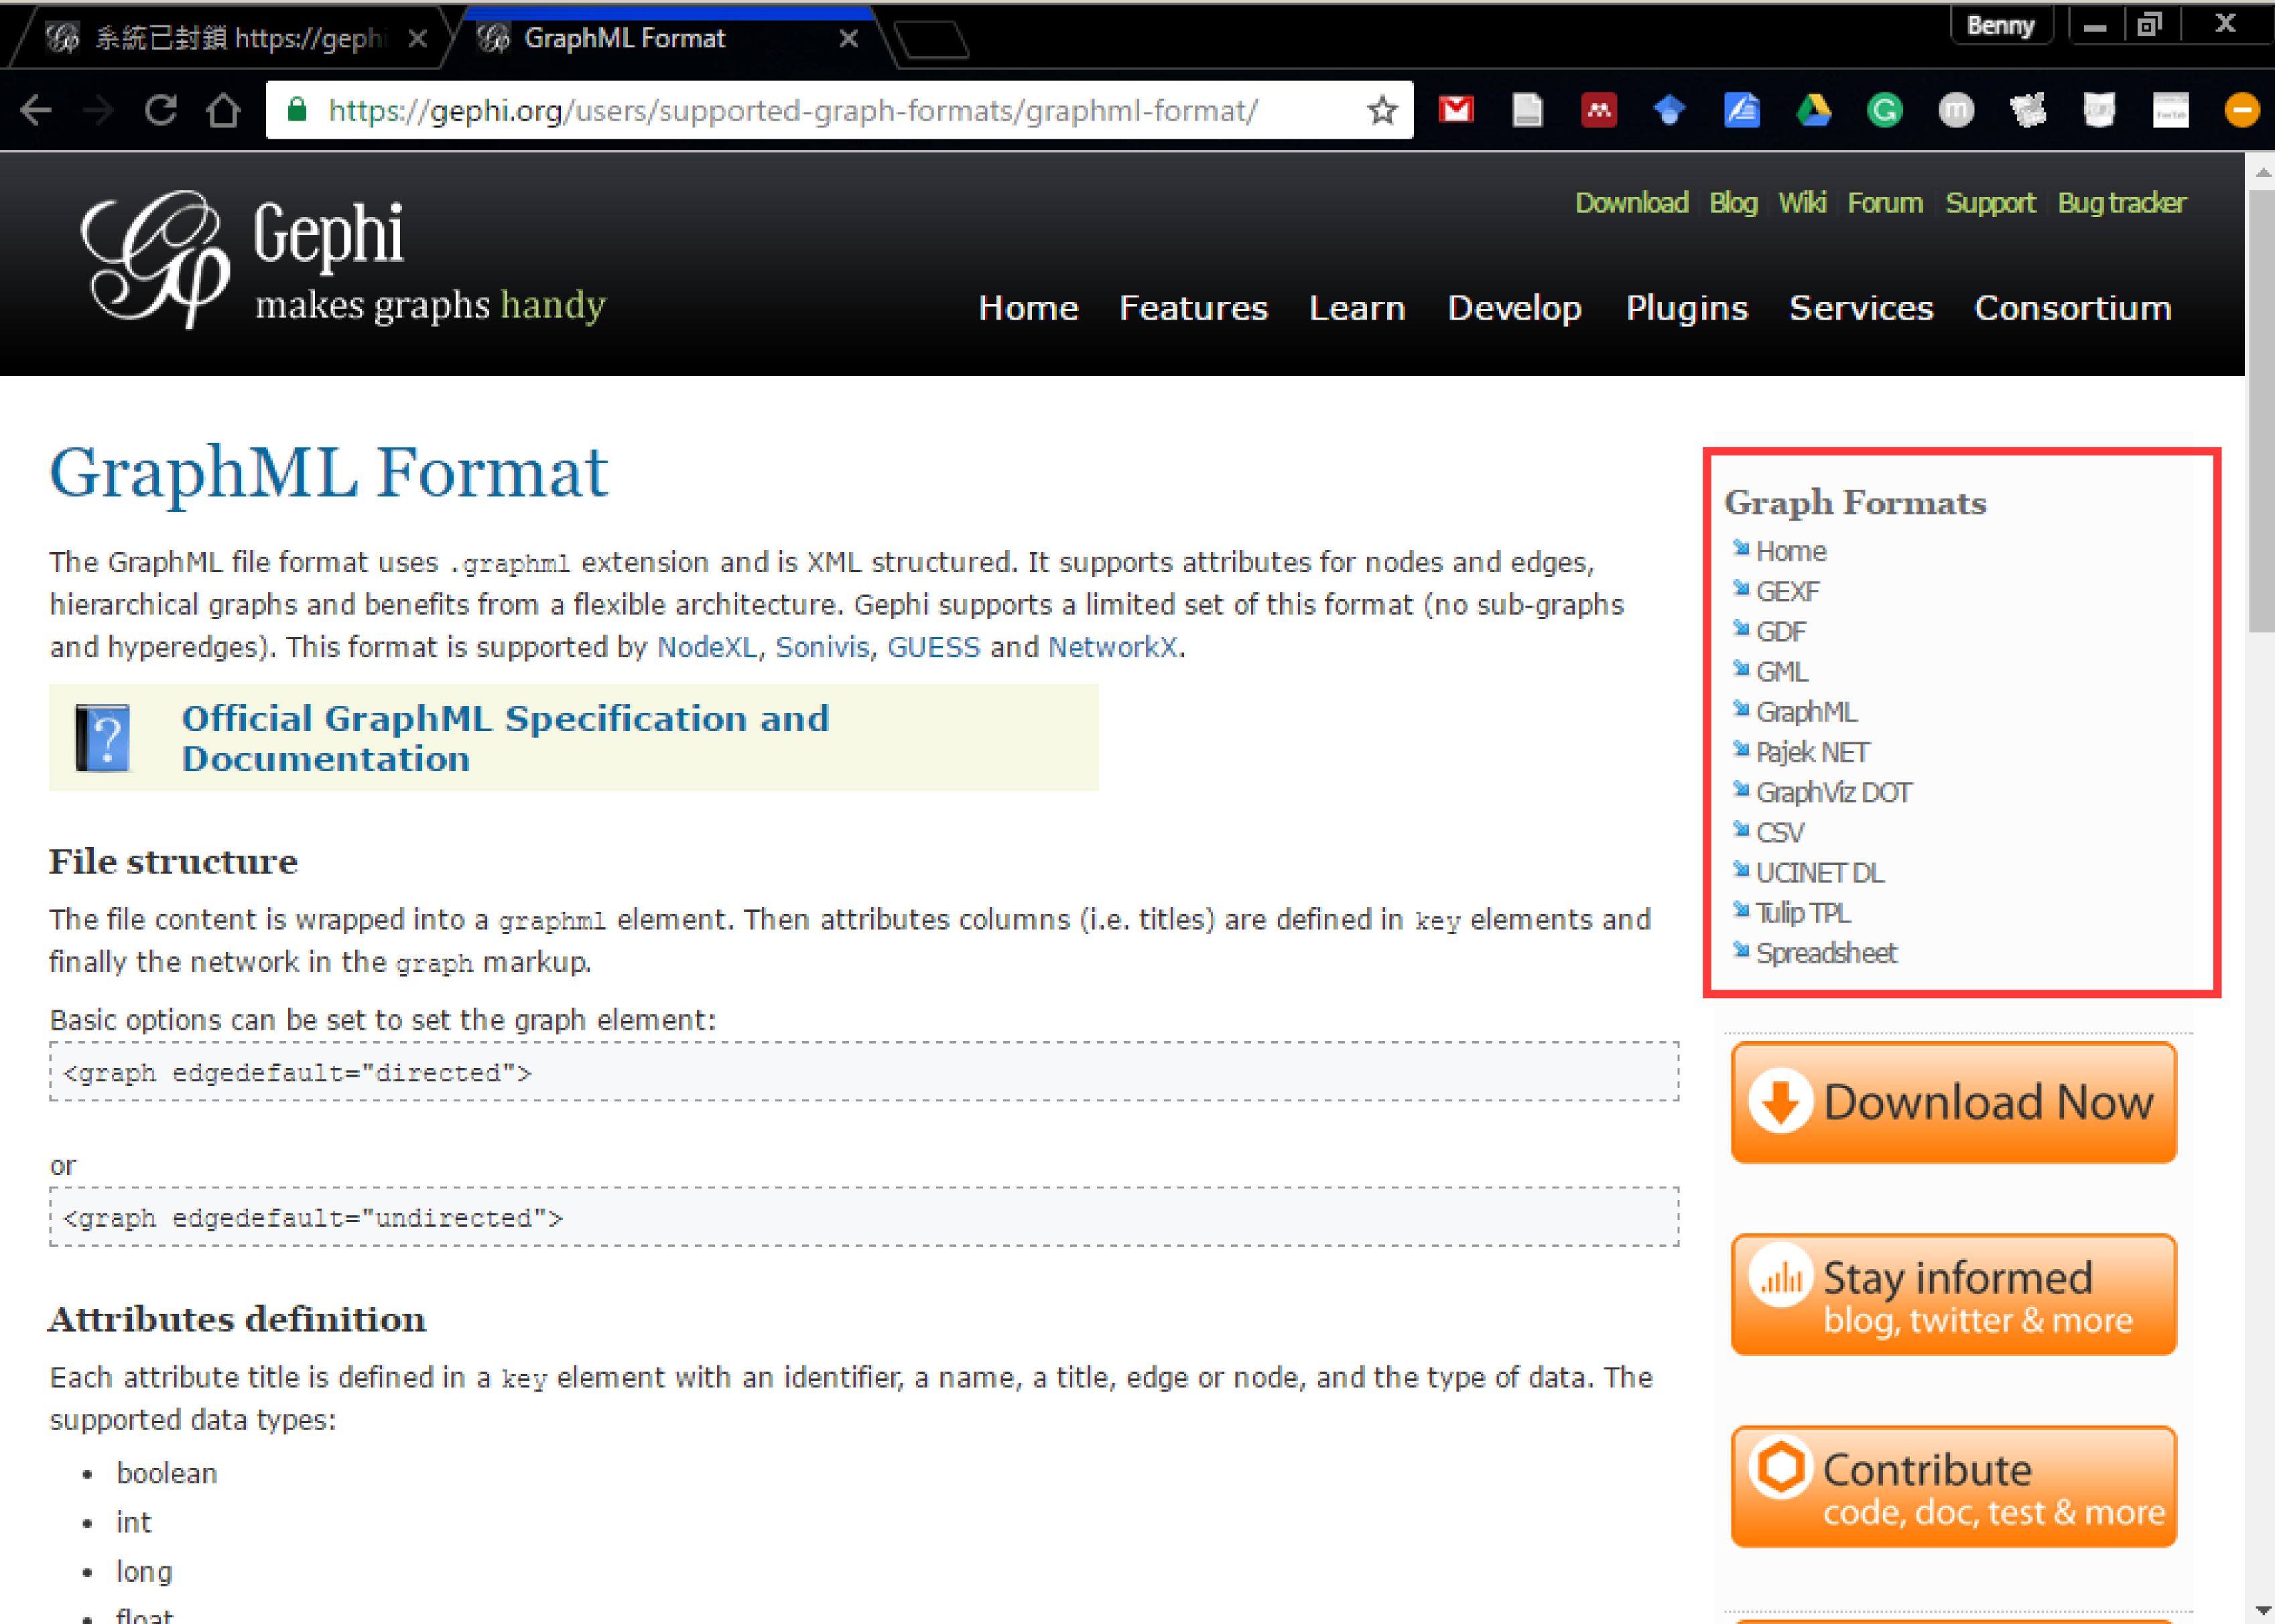 系統已封鎖 https://gephi
GraphML Format
Benny
https://gephi.org/users/supported-graph-formats/graphml-format/
Download Blog Wiki Forum Support Bug tracker
Gephi
makes graphs handy
Home Features Learn Develop Plugins Services Consortium
GraphML Format
The GraphML file format uses .graphml extension and is XML structured. It supports attributes for nodes and edges,
hierarchical graphs and benefits from a flexible architecture. Gephi supports a limited set of this format (no sub-graphs
and hyperedges). This format is supported by NodeXL, Sonivis, GUESS and NetworkX.
Official GraphML Specification and
Documentation
File structure
The file content is wrapped into a graphml element. Then attributes columns (i.e. titles) are defined in key elements and
finally the network in the graph markup.
Basic options can be set to set the graph element:
<graph edgedefault="directed">
or
<graph edgedefault="undirected">
Attributes definition
Each attribute title is defined in a key element with an identifier, a name, a title, edge or node, and the type of data. The
supported data types:
• boolean
• int
• long
• float
Graph Formats
Home
GEXF
GDF
GML
GraphML
Pajek NET
GraphViz DOT
CSV
UCINET DL
Tulip TPL
Spreadsheet
Download Now
Stay informed
blog, twitter & more
Contribute
code, doc, test & more